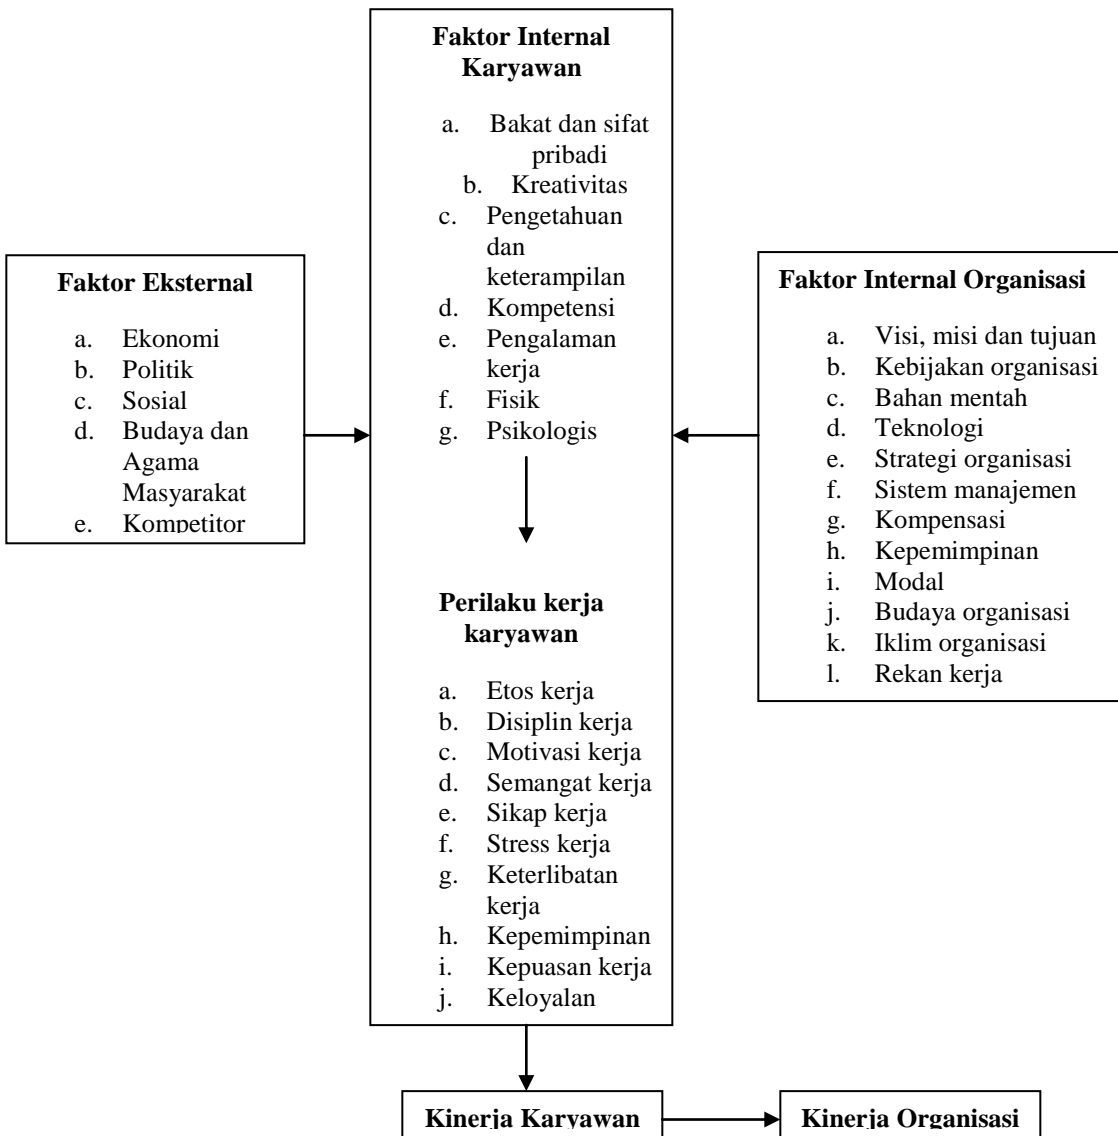 Faktor Internal
Karyawan
a. Bakat dan sifat
pribadi
b. Kreativitas
c. Pengetahuan
dan
keterampilan
d. Kompetensi
e. Pengalaman
kerja
f. Fisik
g. Psikologis
Perilaku kerja
karyawan
a. Etos kerja
b. Disiplin kerja
c. Motivasi kerja
d. Semangat kerja
e. Sikap kerja
f. Stress kerja
g. Keterlibatan
kerja
h. Kepemimpinan
i. Kepuasan kerja
j. Keloyalan
Faktor Eksternal
a. Ekonomi
b. Politik
c. Sosial
d. Budaya dan
Agama
Masyarakat
e. Kompetitor
Faktor Internal Organisasi
a. Visi, misi dan tujuan
b. Kebijakan organisasi
c. Bahan mentah
d. Teknologi
e. Strategi organisasi
f. Sistem manajemen
g. Kompensasi
h. Kepemimpinan
i. Modal
j. Budaya organisasi
k. Iklim organisasi
l. Rekan kerja
Kinerja Karyawan
Kinerja Organisasi